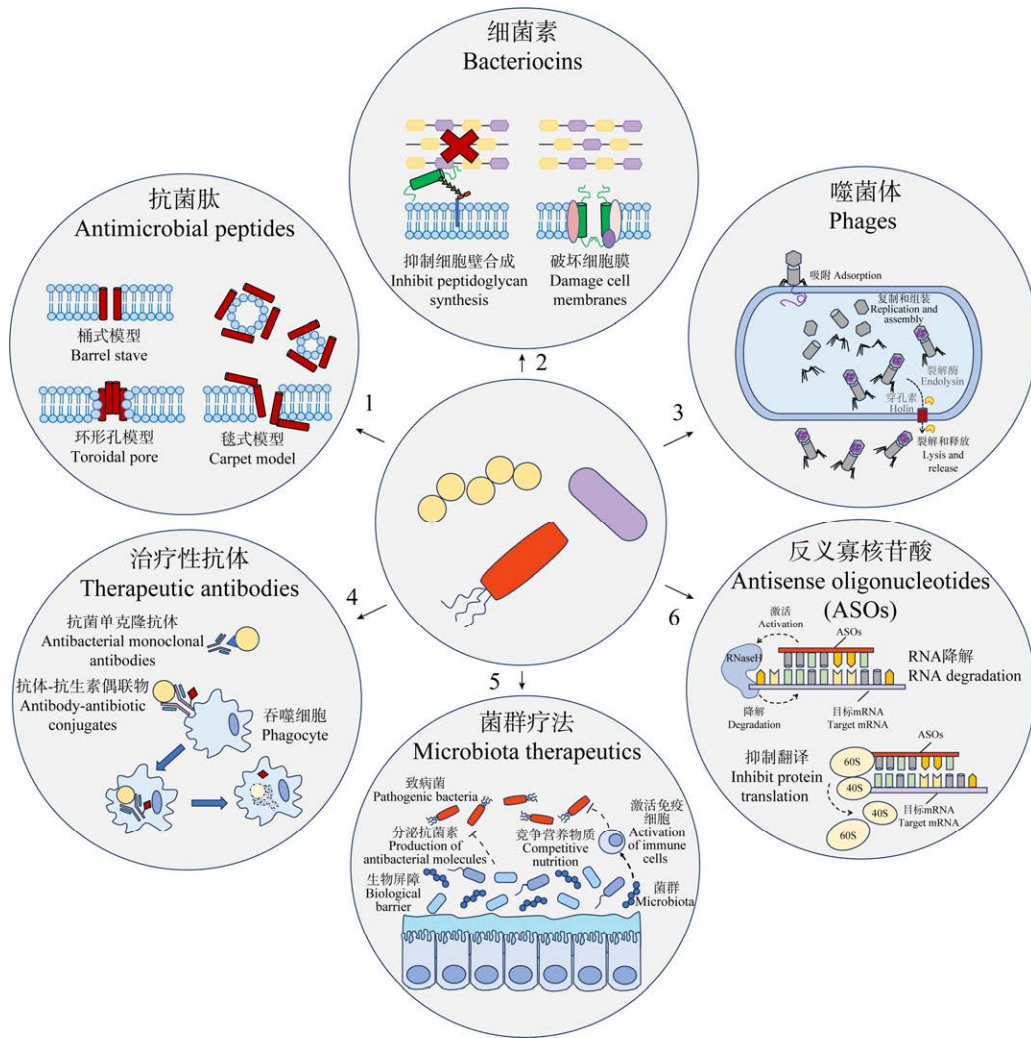 细菌素
Bacteriocins
抑制细胞壁合成
Inhibit peptidoglycan
synthesis
破坏细胞膜
Damage cell
membranes
抗菌肽
Antimicrobial peptides
桶式模型
Barrel stave
环形孔模型
Toroidal pore
毯式模型
Carpet model
噬菌体
Phages
吸附 Adsorption
复制和组装
Replication and
assembly
裂解酶
Endolysin
穿孔素
Holin
裂解和释放
Lysis and
release
1
2
3
4
5
6
治疗性抗体
Therapeutic antibodies
抗菌单克隆抗体
Antibacterial monoclonal
antibodies
抗体-抗生素偶联物
Antibody-antibiotic
conjugates
吞噬细胞
Phagocyte
菌群疗法
Microbiota therapeutics
致病菌
Pathogenic bacteria
分泌抗菌素
Production of
antibacterial molecules
竞争营养物质
Competitive
nutrition
激活免疫
细胞
Activation
of immune
cells
生物屏障
Biological
barrier
菌群
Microbiota
反义寡核苷酸
Antisense oligonucleotides
(ASOs)
激活
Activation
ASOs
RNaseH
RNA降解
RNA degradation
降解
Degradation
目标mRNA
Target mRNA
ASOs
抑制翻译
Inhibit protein
translation
60S
40S
目标mRNA
Target mRNA
40S
60S